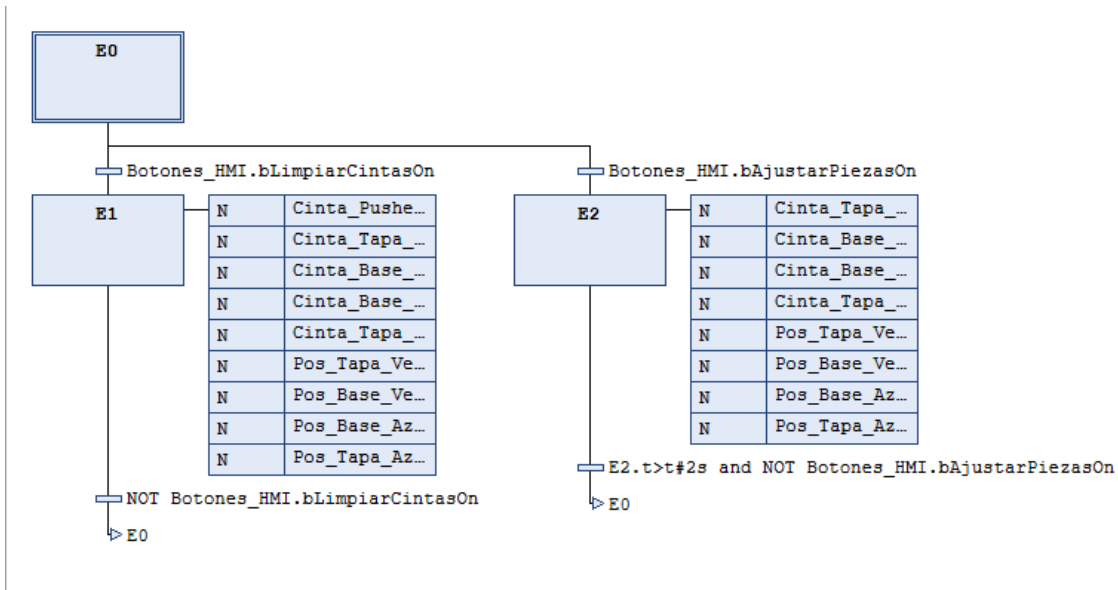 E0
Botones_HMI.bLimpiarCintasOn
E1
N Cinta_Pushe…
N Cinta_Tapa_…
N Cinta_Base_…
N Cinta_Base_…
N Cinta_Tapa_…
N Pos_Tapa_Ve…
N Pos_Base_Ve…
N Pos_Base_Az…
N Pos_Tapa_Az…
NOT Botones_HMI.bLimpiarCintasOn
E0
Botones_HMI.bAjustarPiezasOn
E2
N Cinta_Tapa_…
N Cinta_Base_…
N Cinta_Base_…
N Cinta_Tapa_…
N Pos_Tapa_Ve…
N Pos_Base_Ve…
N Pos_Base_Az…
N Pos_Tapa_Az…
E2.t>t#2s and NOT Botones_HMI.bAjustarPiezasOn
E0